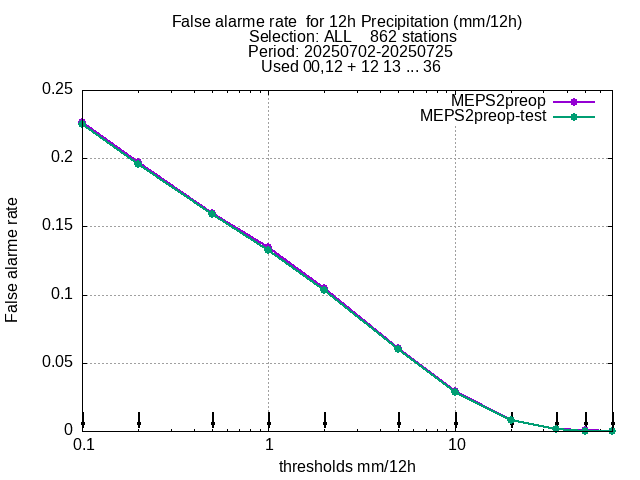 False alarme rate  for 12h Precipitation (mm/12h)
Selection: ALL    862 stations
Period: 20250702-20250725
Used 00,12 + 12 13 ... 36
MEPS2preop
MEPS2preop-test
0.25
0.2
0.15
0.1
0.05
0
False alarme rate
0.1 1 10
thresholds mm/12h